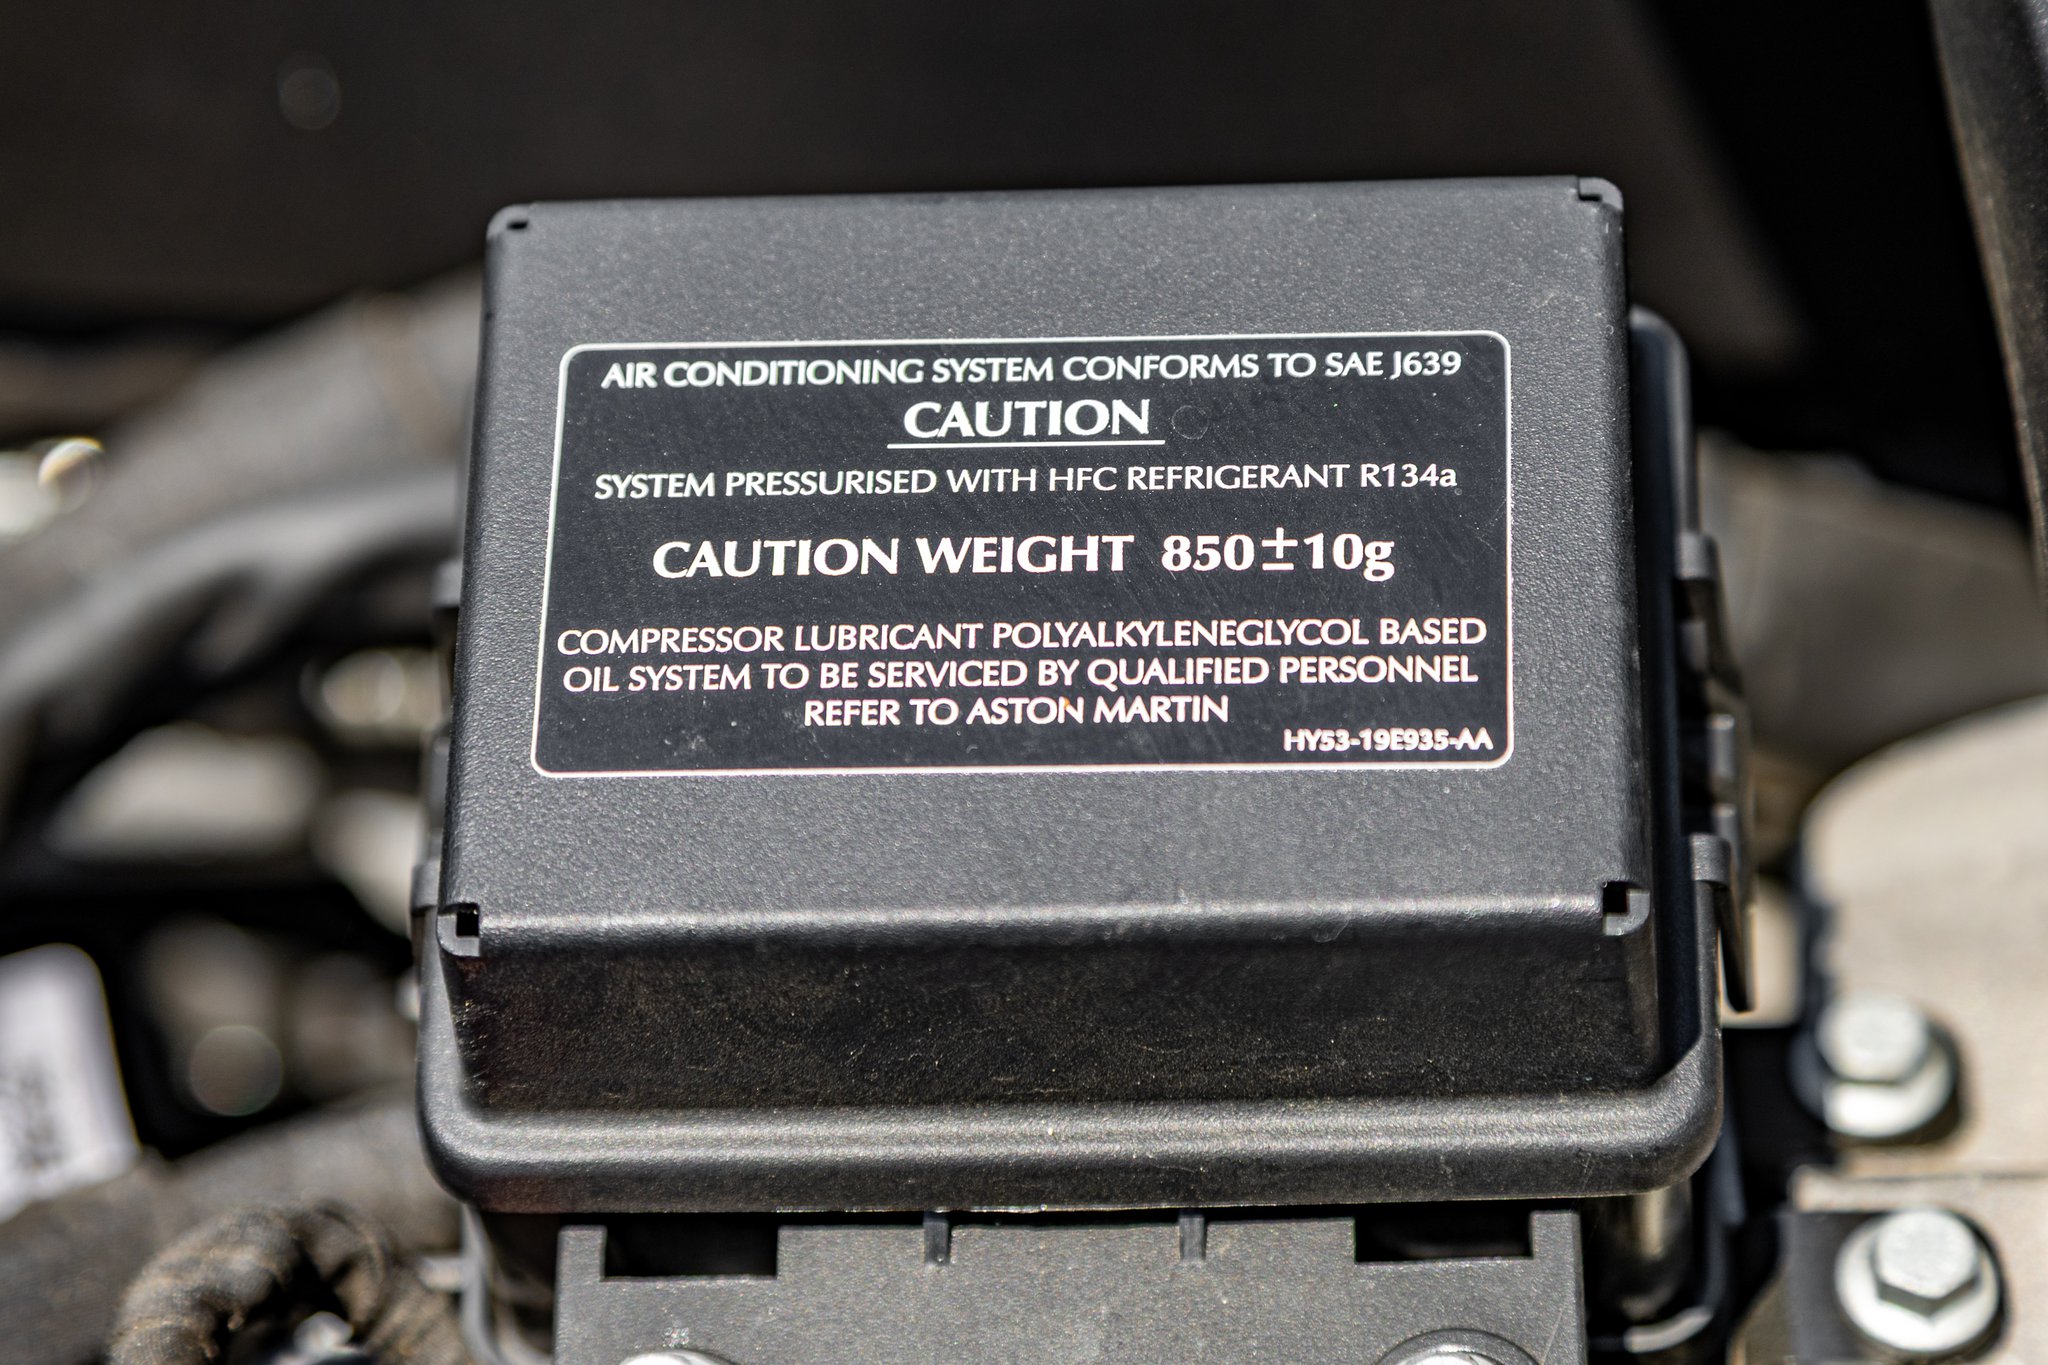 AIR CONDITIONING SYSTEM CONFORMS TO SAE J639
CAUTION
SYSTEM PRESSURISED WITH HFC REFRIGERANT R134a
CAUTION WEIGHT 850±10g
COMPRESSOR LUBRICANT POLYALKYLENEGLYCOL BASED
OIL SYSTEM TO BE SERVICED BY QUALIFIED PERSONNEL
REFER TO ASTON MARTIN
HY53-19E935-AA